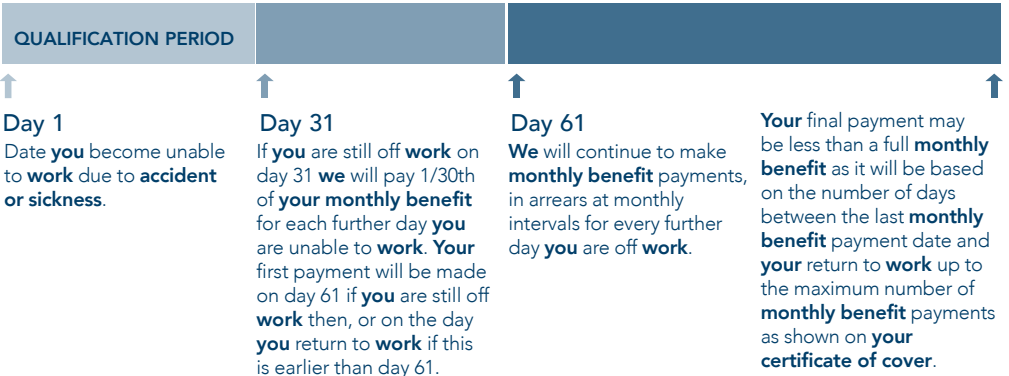 QUALIFICATION PERIOD
Day 1
Date you become unable
to work due to accident
or sickness.
Day 31
If you are still off work on
day 31 we will pay 1/30th
of your monthly benefit
for each further day you
are unable to work. Your
first payment will be made
on day 61 if you are still off
work then, or on the day
you return to work if this
is earlier than day 61.
Day 61
We will continue to make
monthly benefit payments,
in arrears at monthly
intervals for every further
day you are off work.
Your final payment may
be less than a full monthly
benefit as it will be based
on the number of days
between the last monthly
benefit payment date and
your return to work up to
the maximum number of
monthly benefit payments
as shown on your
certificate of cover.